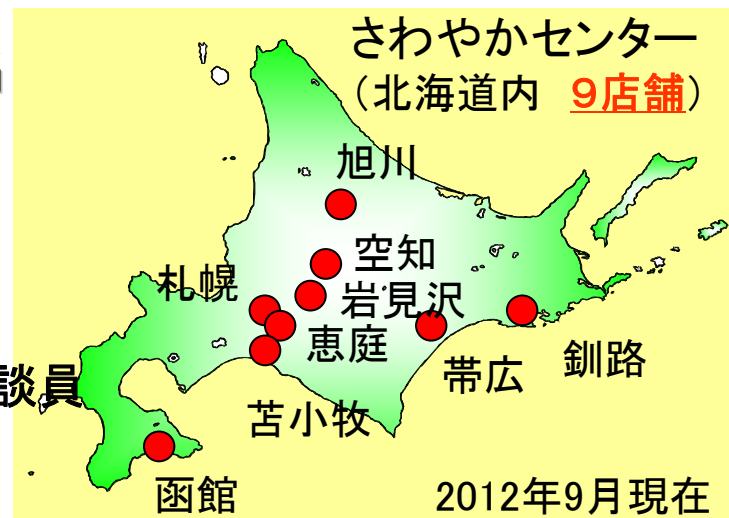 さわやかセンター
（北海道内　９店舗）
旭川
空知
札幌
岩見沢
恵庭
帯広
釧路
談員
苫小牧
函館
2012年9月現在